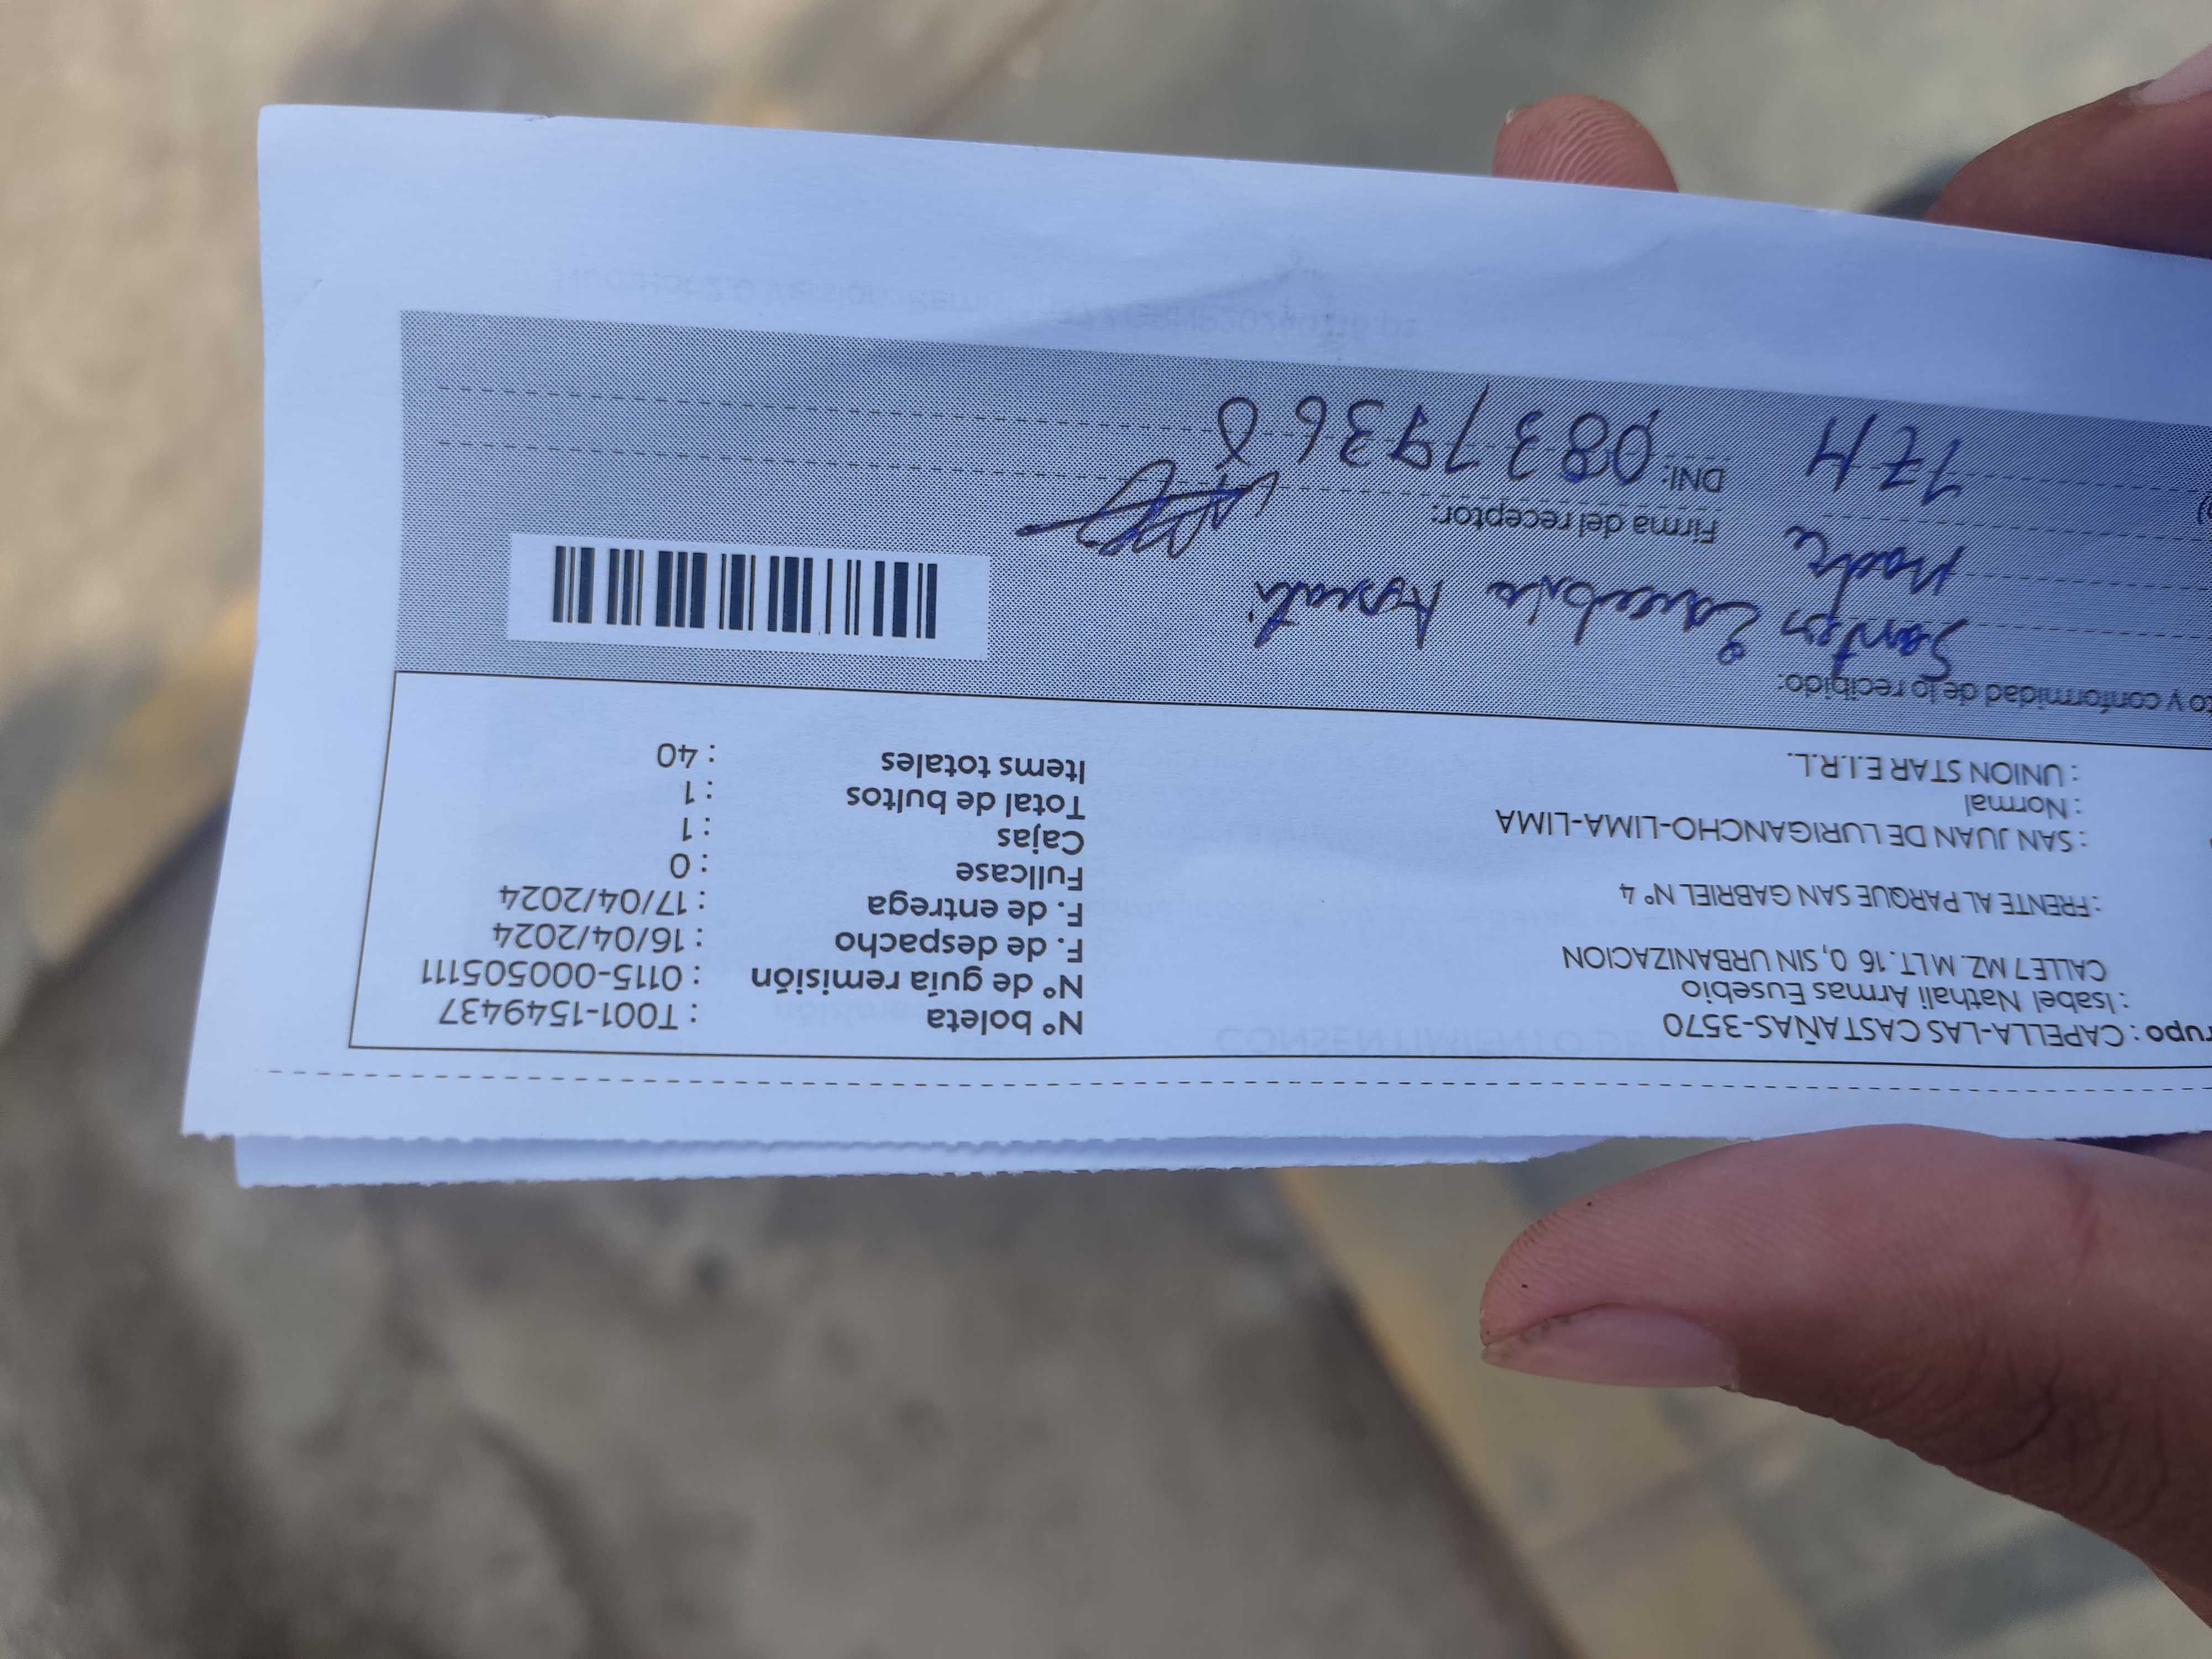 rupo : CAPELLA-LAS CASTAÑAS-3570
: Isabel Nathali Armas Eusebio
CALLE 7 MZ. M LT. 16 0, SIN URBANIZACION
: FRENTE AL PARQUE SAN GABRIEL N° 4
: SAN JUAN DE LURIGANCHO-LIMA-LIMA
: Normal
: UNION STAR E.I.R.L.
N° boleta : T001-1549437
N° de guía remisión : 0115-000505111
F. de despacho : 16/04/2024
F. de entrega : 17/04/2024
Fullcase : 0
Cajas : 1
Total de bultos : 1
Items totales : 40
to y conformidad de lo recibido:
Santos
Firma del receptor:
DNI: 08379368